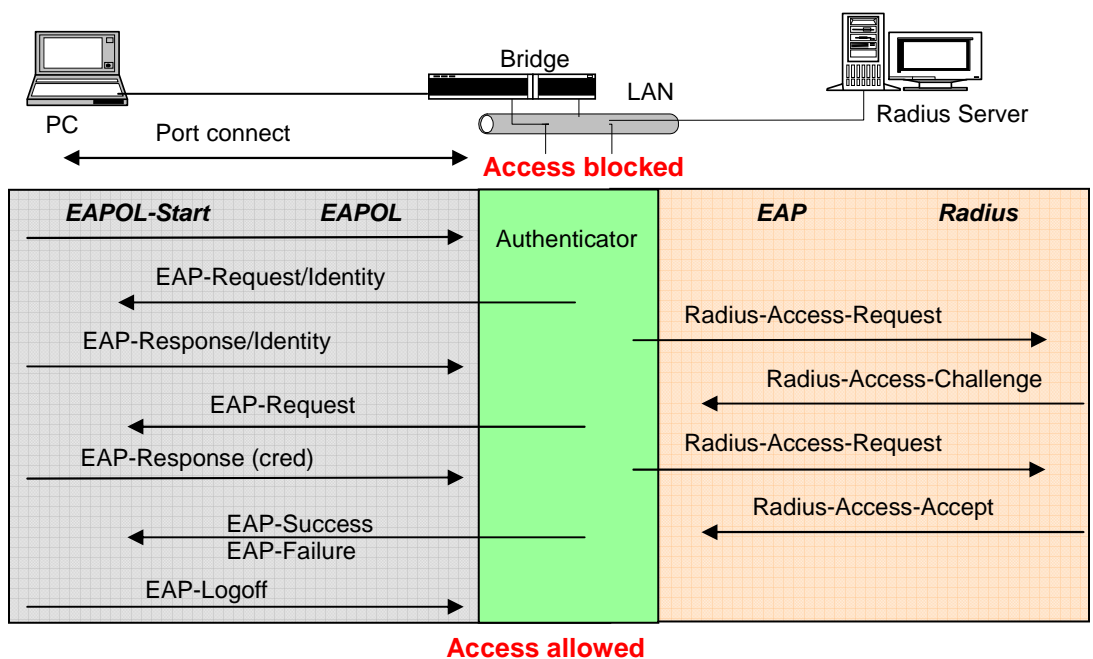 Bridge
LAN
PC
Radius Server
Port connect
Access blocked
EAPOL-Start EAPOL
EAP Radius
Authenticator
EAP-Request/Identity
Radius-Access-Request
EAP-Response/Identity
Radius-Access-Challenge
EAP-Request
Radius-Access-Request
EAP-Response (cred)
Radius-Access-Accept
EAP-Success
EAP-Failure
EAP-Logoff
Access allowed